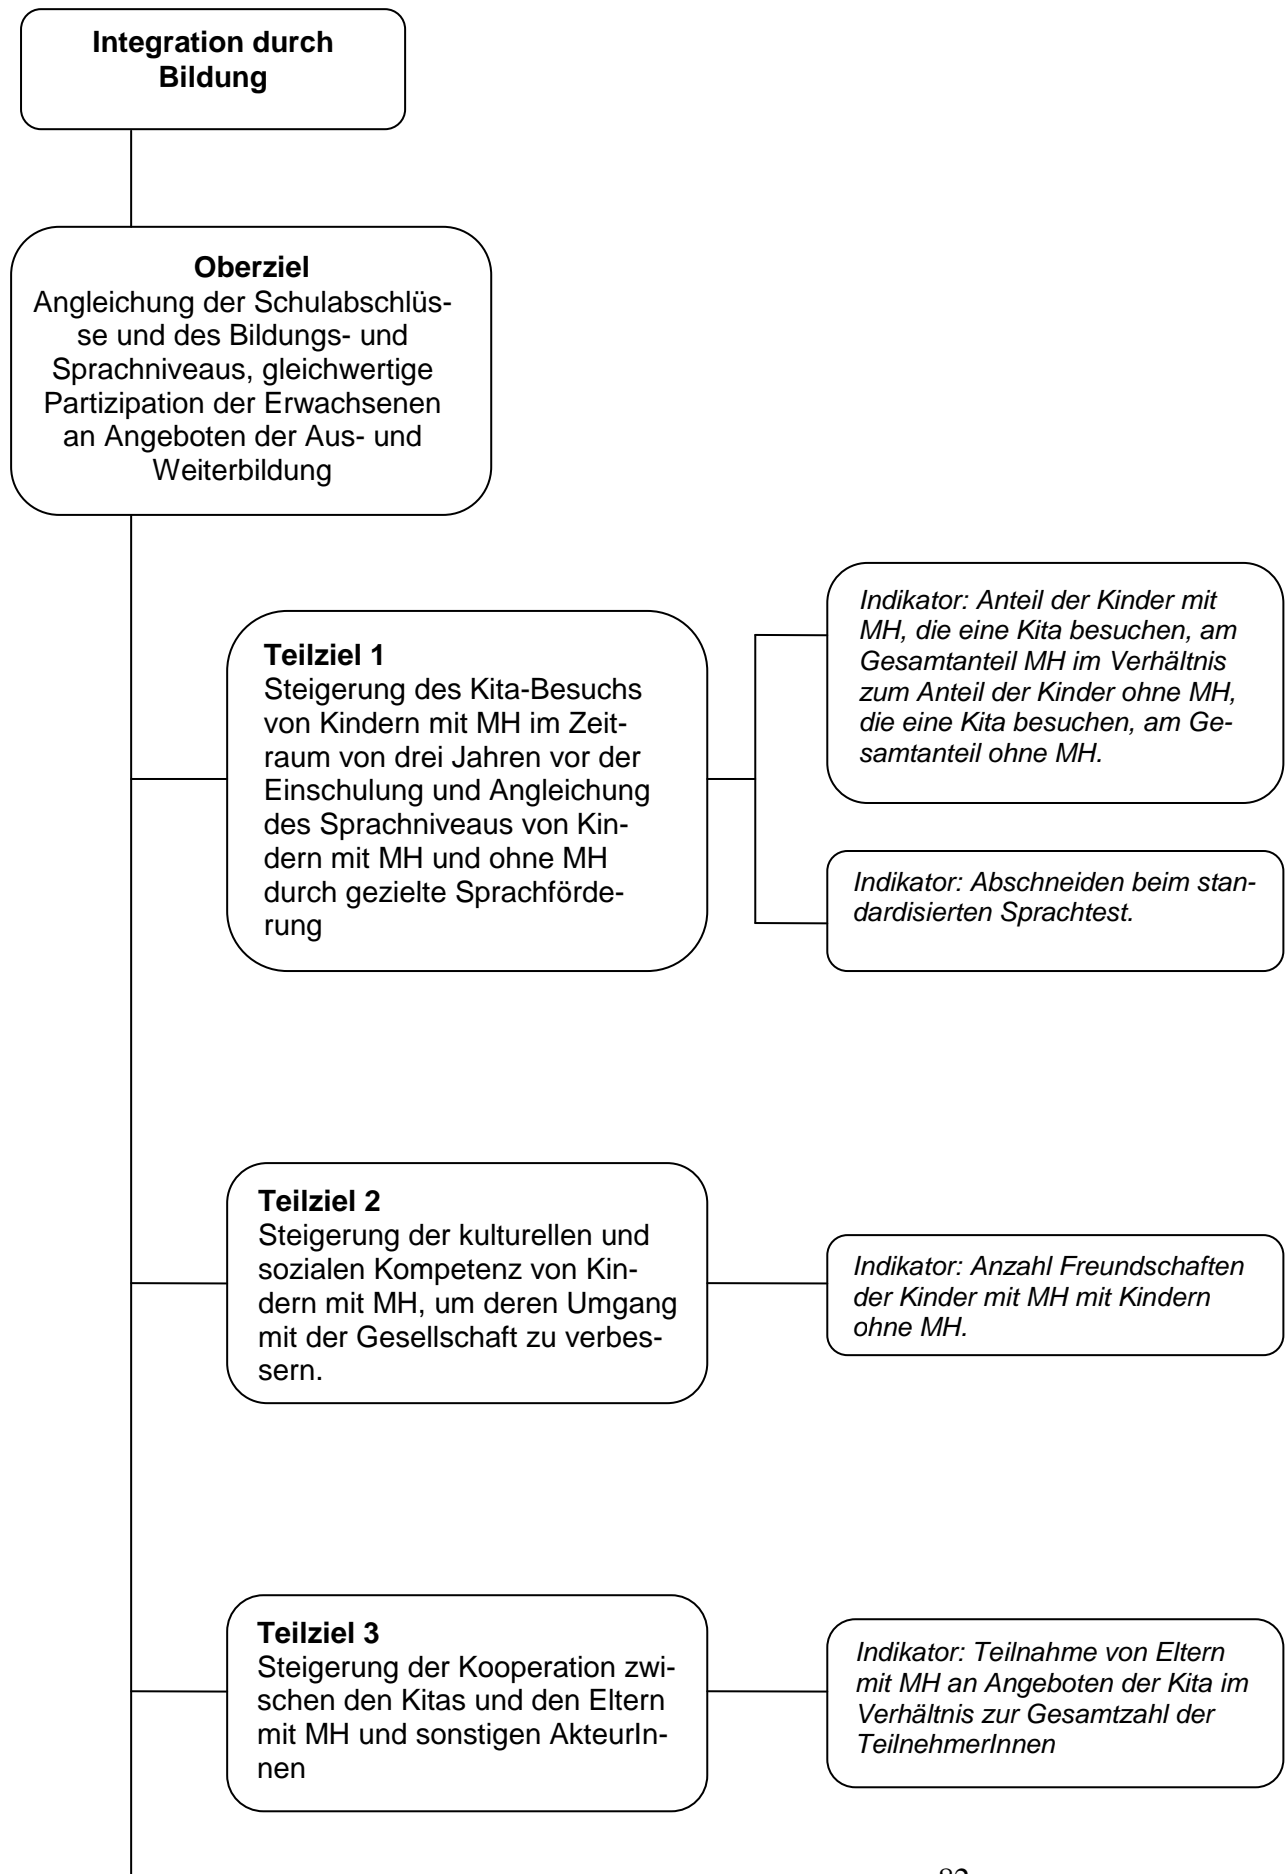 Integration durch
Bildung
Oberziel
Angleichung der Schulabschlüs-
se und des Bildungs- und
Sprachniveaus, gleichwertige
Partizipation der Erwachsenen
an Angeboten der Aus- und
Weiterbildung
Teilziel 1
Steigerung des Kita-Besuchs
von Kindern mit MH im Zeit-
raum von drei Jahren vor der
Einschulung und Angleichung
des Sprachniveaus von Kin-
dern mit MH und ohne MH
durch gezielte Sprachförde-
rung
Indikator: Anteil der Kinder mit
MH, die eine Kita besuchen, am
Gesamtanteil MH im Verhältnis
zum Anteil der Kinder ohne MH,
die eine Kita besuchen, am Ge-
samtanteil ohne MH.
Indikator: Abschneiden beim stan-
dardisierten Sprachtest.
Teilziel 2
Steigerung der kulturellen und
sozialen Kompetenz von Kin-
dern mit MH, um deren Umgang
mit der Gesellschaft zu verbes-
sern.
Indikator: Anzahl Freundschaften
der Kinder mit MH mit Kindern
ohne MH.
Teilziel 3
Steigerung der Kooperation zwi-
schen den Kitas und den Eltern
mit MH und sonstigen AkteurIn-
nen
Indikator: Teilnahme von Eltern
mit MH an Angeboten der Kita im
Verhältnis zur Gesamtzahl der
TeilnehmerInnen